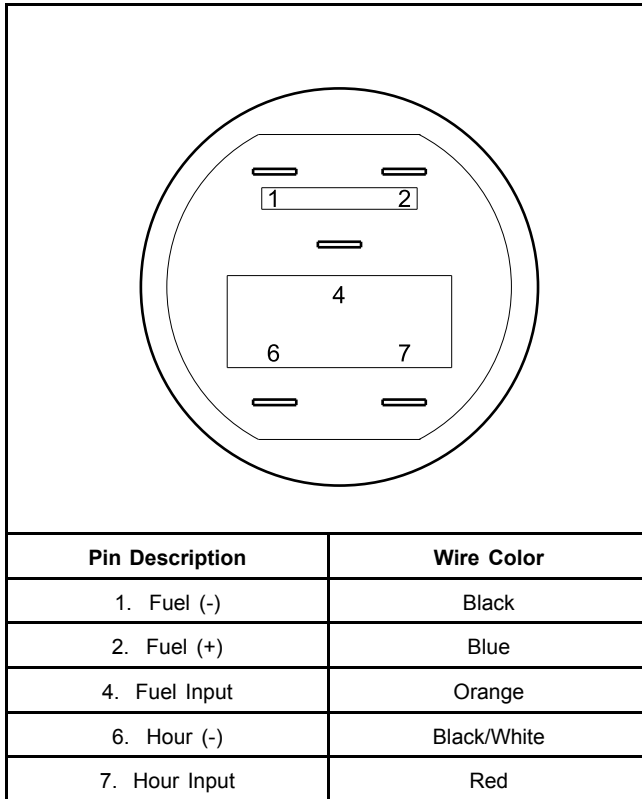 1 2
4
6 7
Pin Description Wire Color
1. Fuel (-) Black
2. Fuel (+) Blue
4. Fuel Input Orange
6. Hour (-) Black/White
7. Hour Input Red